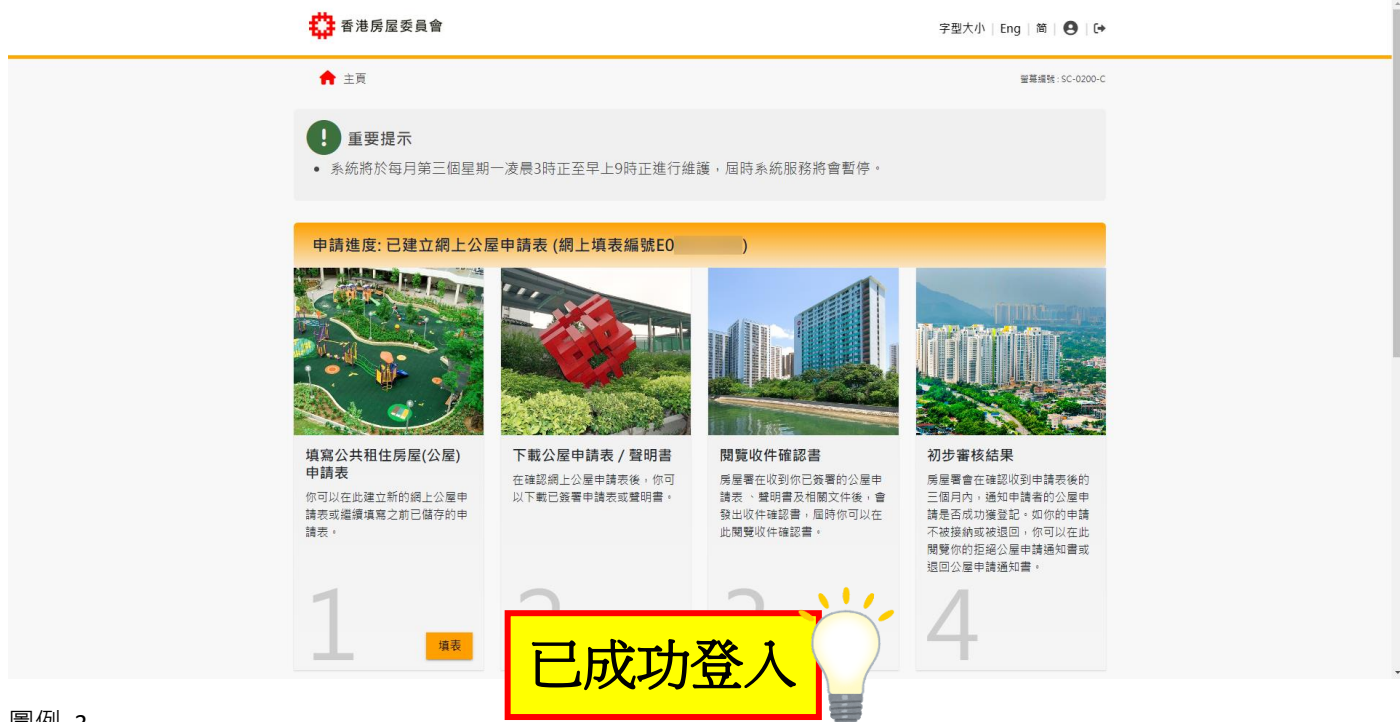 香港房屋委員會
字型大小 | Eng | 简
主頁
螢幕編號 : SC-0200-C
重要提示
• 系統將於每月第三個星期一凌晨3時正至早上9時正進行維護，屆時系統服務將會暫停。
申請進度: 已建立網上公屋申請表 (網上填表編號E0 )
填寫公共租住房屋(公屋)
申請表
你可以在此建立新的網上公屋申
請表或繼續填寫之前已儲存的申
請表。
1
填表
下載公屋申請表 / 聲明書
在確認網上公屋申請表後，你可
以下載已簽署申請表或聲明書。
閱覽收件確認書
房屋署在收到你已簽署的公屋申
請表 、聲明書及相關文件後，會
發出收件確認書，屆時你可以在
此閱覽收件確認書。
初步審核結果
房屋署會在確認收到申請表後的
三個月內，通知申請者的公屋申
請是否成功獲登記。如你的申請
不被接納或被退回，你可以在此
閱覽你的拒絕公屋申請通知書或
退回公屋申請通知書。
4
已成功登入